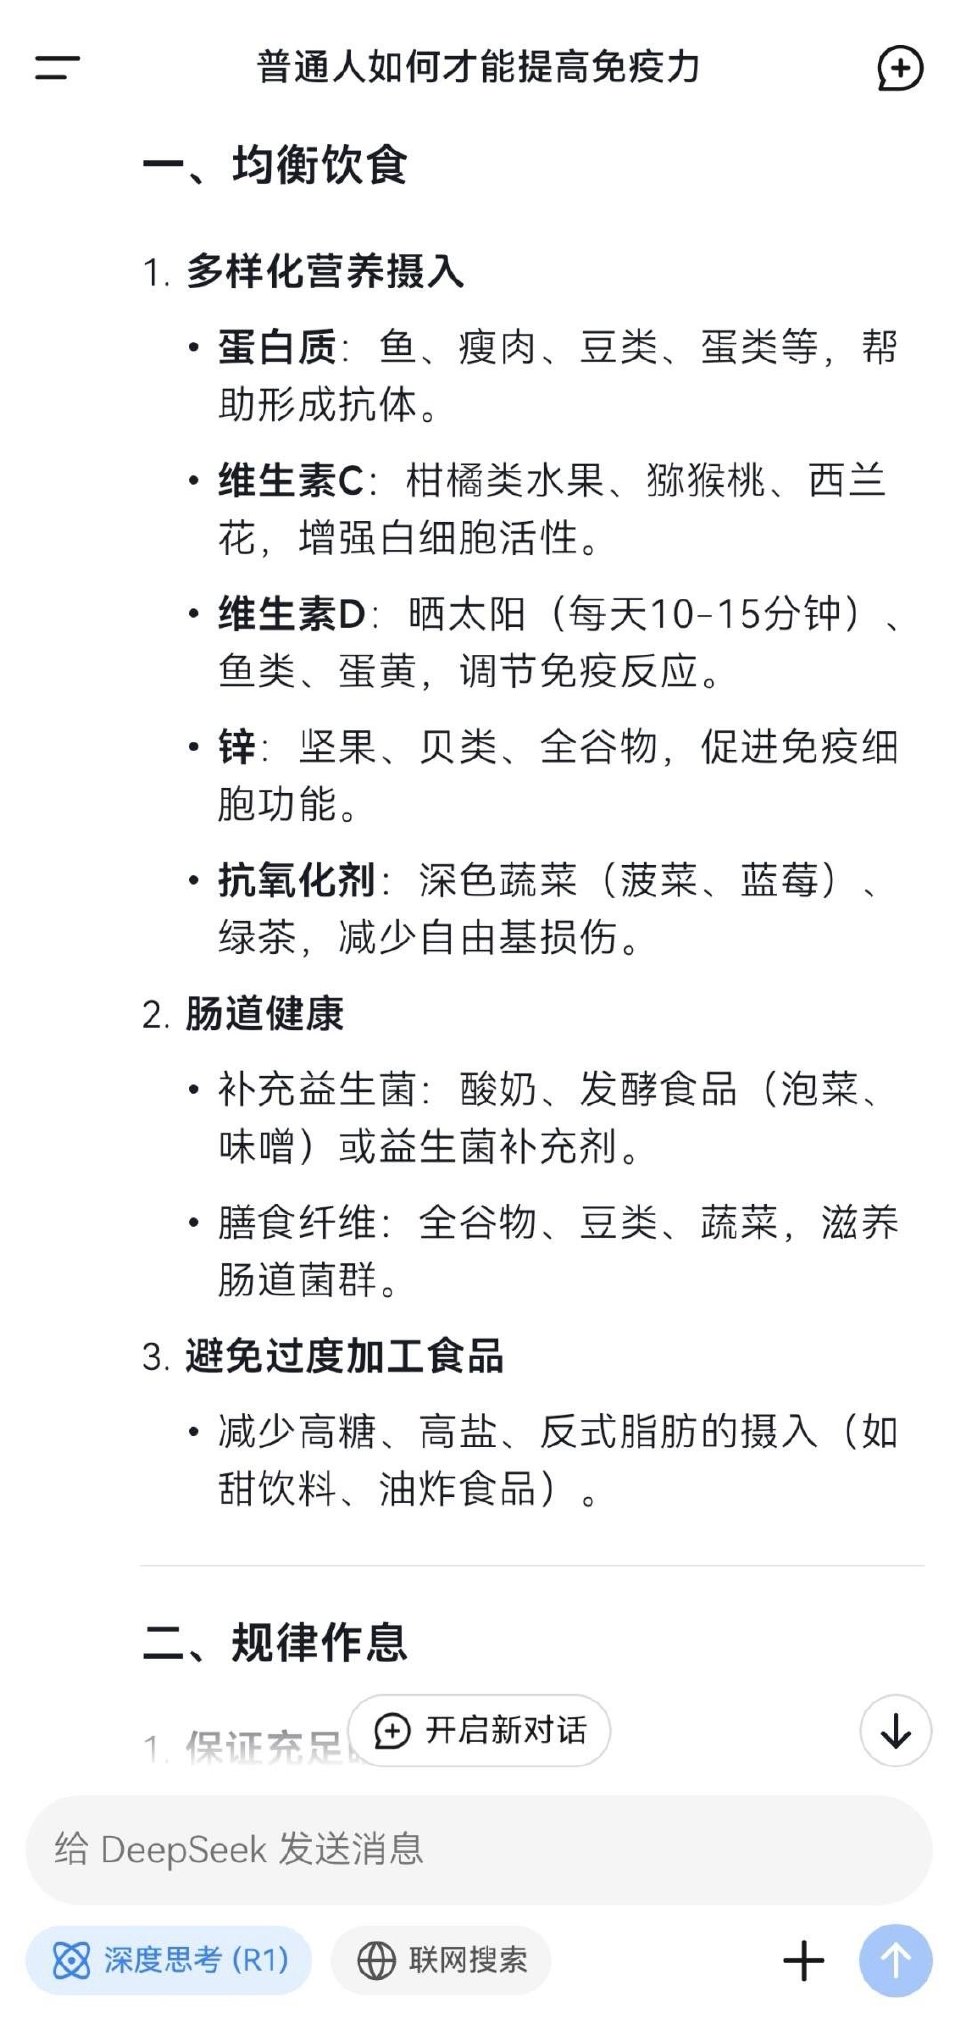 普通人如何才能提高免疫力
一、均衡饮食
1. 多样化营养摄入
• 蛋白质：鱼、瘦肉、豆类、蛋类等，帮
助形成抗体。
• 维生素C：柑橘类水果、猕猴桃、西兰
花，增强白细胞活性。
• 维生素D：晒太阳（每天10-15分钟）、
鱼类、蛋黄，调节免疫反应。
• 锌：坚果、贝类、全谷物，促进免疫细
胞功能。
• 抗氧化剂：深色蔬菜（菠菜、蓝莓）、
绿茶，减少自由基损伤。
2. 肠道健康
• 补充益生菌：酸奶、发酵食品（泡菜、
味噌）或益生菌补充剂。
• 膳食纤维：全谷物、豆类、蔬菜，滋养
肠道菌群。
3. 避免过度加工食品
• 减少高糖、高盐、反式脂肪的摄入（如
甜饮料、油炸食品）。
二、规律作息
1. 保证充足
开启新对话
给 DeepSeek 发送消息
深度思考 (R1)
联网搜索